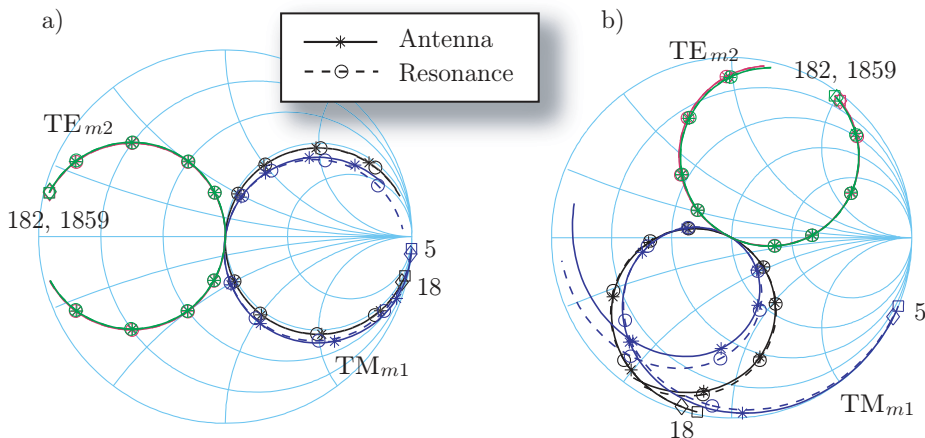 a)
b)
Antenna
Resonance
TE m2
TE m2
182, 1859
182, 1859
5
18
TM m1
5
TM m1
18